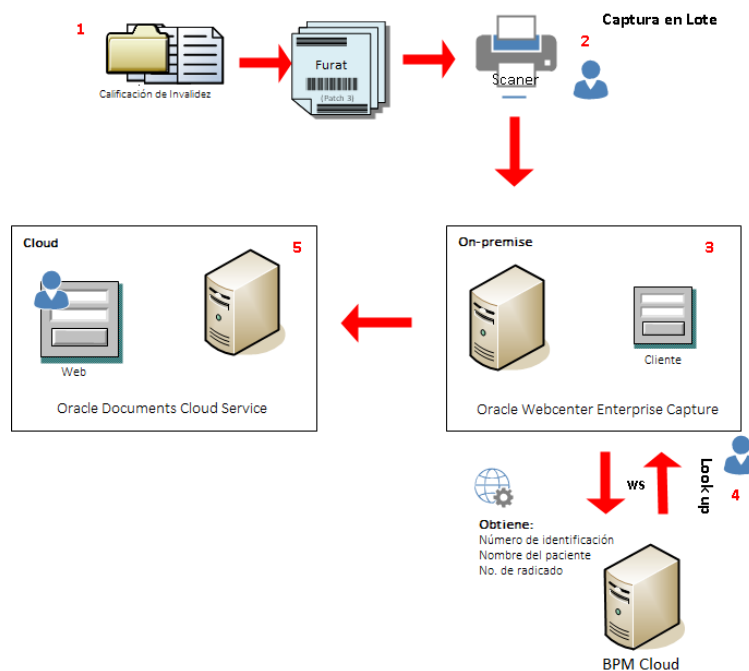 Captura en Lote
1
2
Furat
(Patch 3)
Scaner
Calificación de Invalidez
Cloud
5
Web
Oracle Documents Cloud Service
On-premise
3
Cliente
Oracle Webcenter Enterprise Capture
ws
Look up
4
Obtiene:
Número de identificación
Nombre del paciente
No. de radicado
BPM Cloud